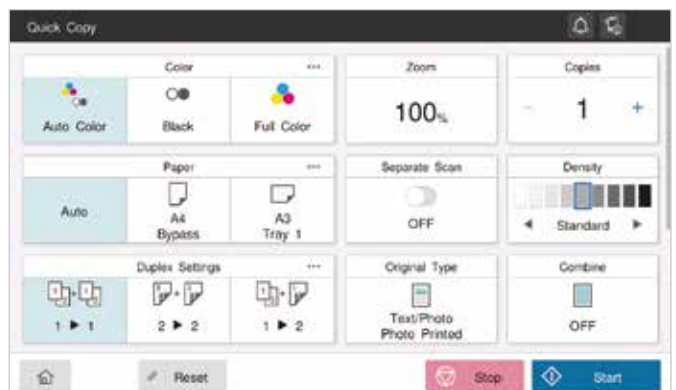 Quick Copy
Color ...
Zoom
Copies
Auto Color
Black
Full Color
100%
- 1 +
Paper ...
Separate Scan
Density
Auto
A4
Bypass
A3
Tray 1
OFF
◀ Standard ▶
Duplex Settings ...
Original Type
Combine
1 ▶ 1
2 ▶ 2
1 ▶ 2
Text/Photo
Photo Printed
OFF
Reset
Stop
Start